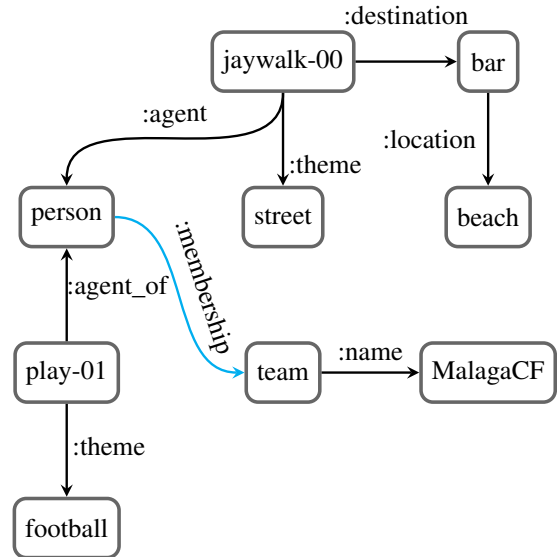 :destination
jaywalk-00
bar
:agent
:theme
:location
person
street
beach
:membership
:agent_of
play-01
team
:name
MalagaCF
:theme
football